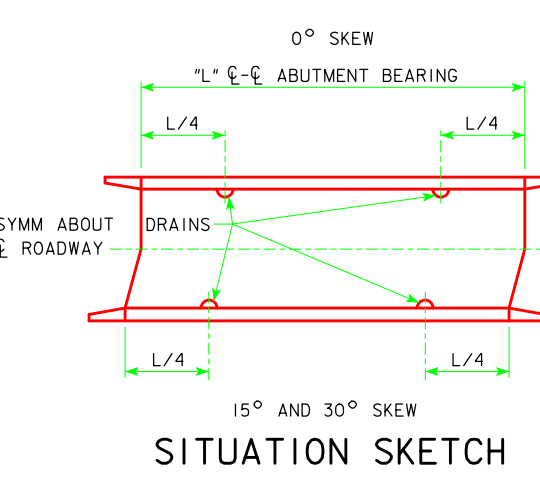 0° SKEW
"L" ℄-℄ ABUTMENT BEARING
L/4 L/4
SYMM ABOUT DRAINS
℄ ROADWAY
L/4 L/4
15° AND 30° SKEW
SITUATION SKETCH